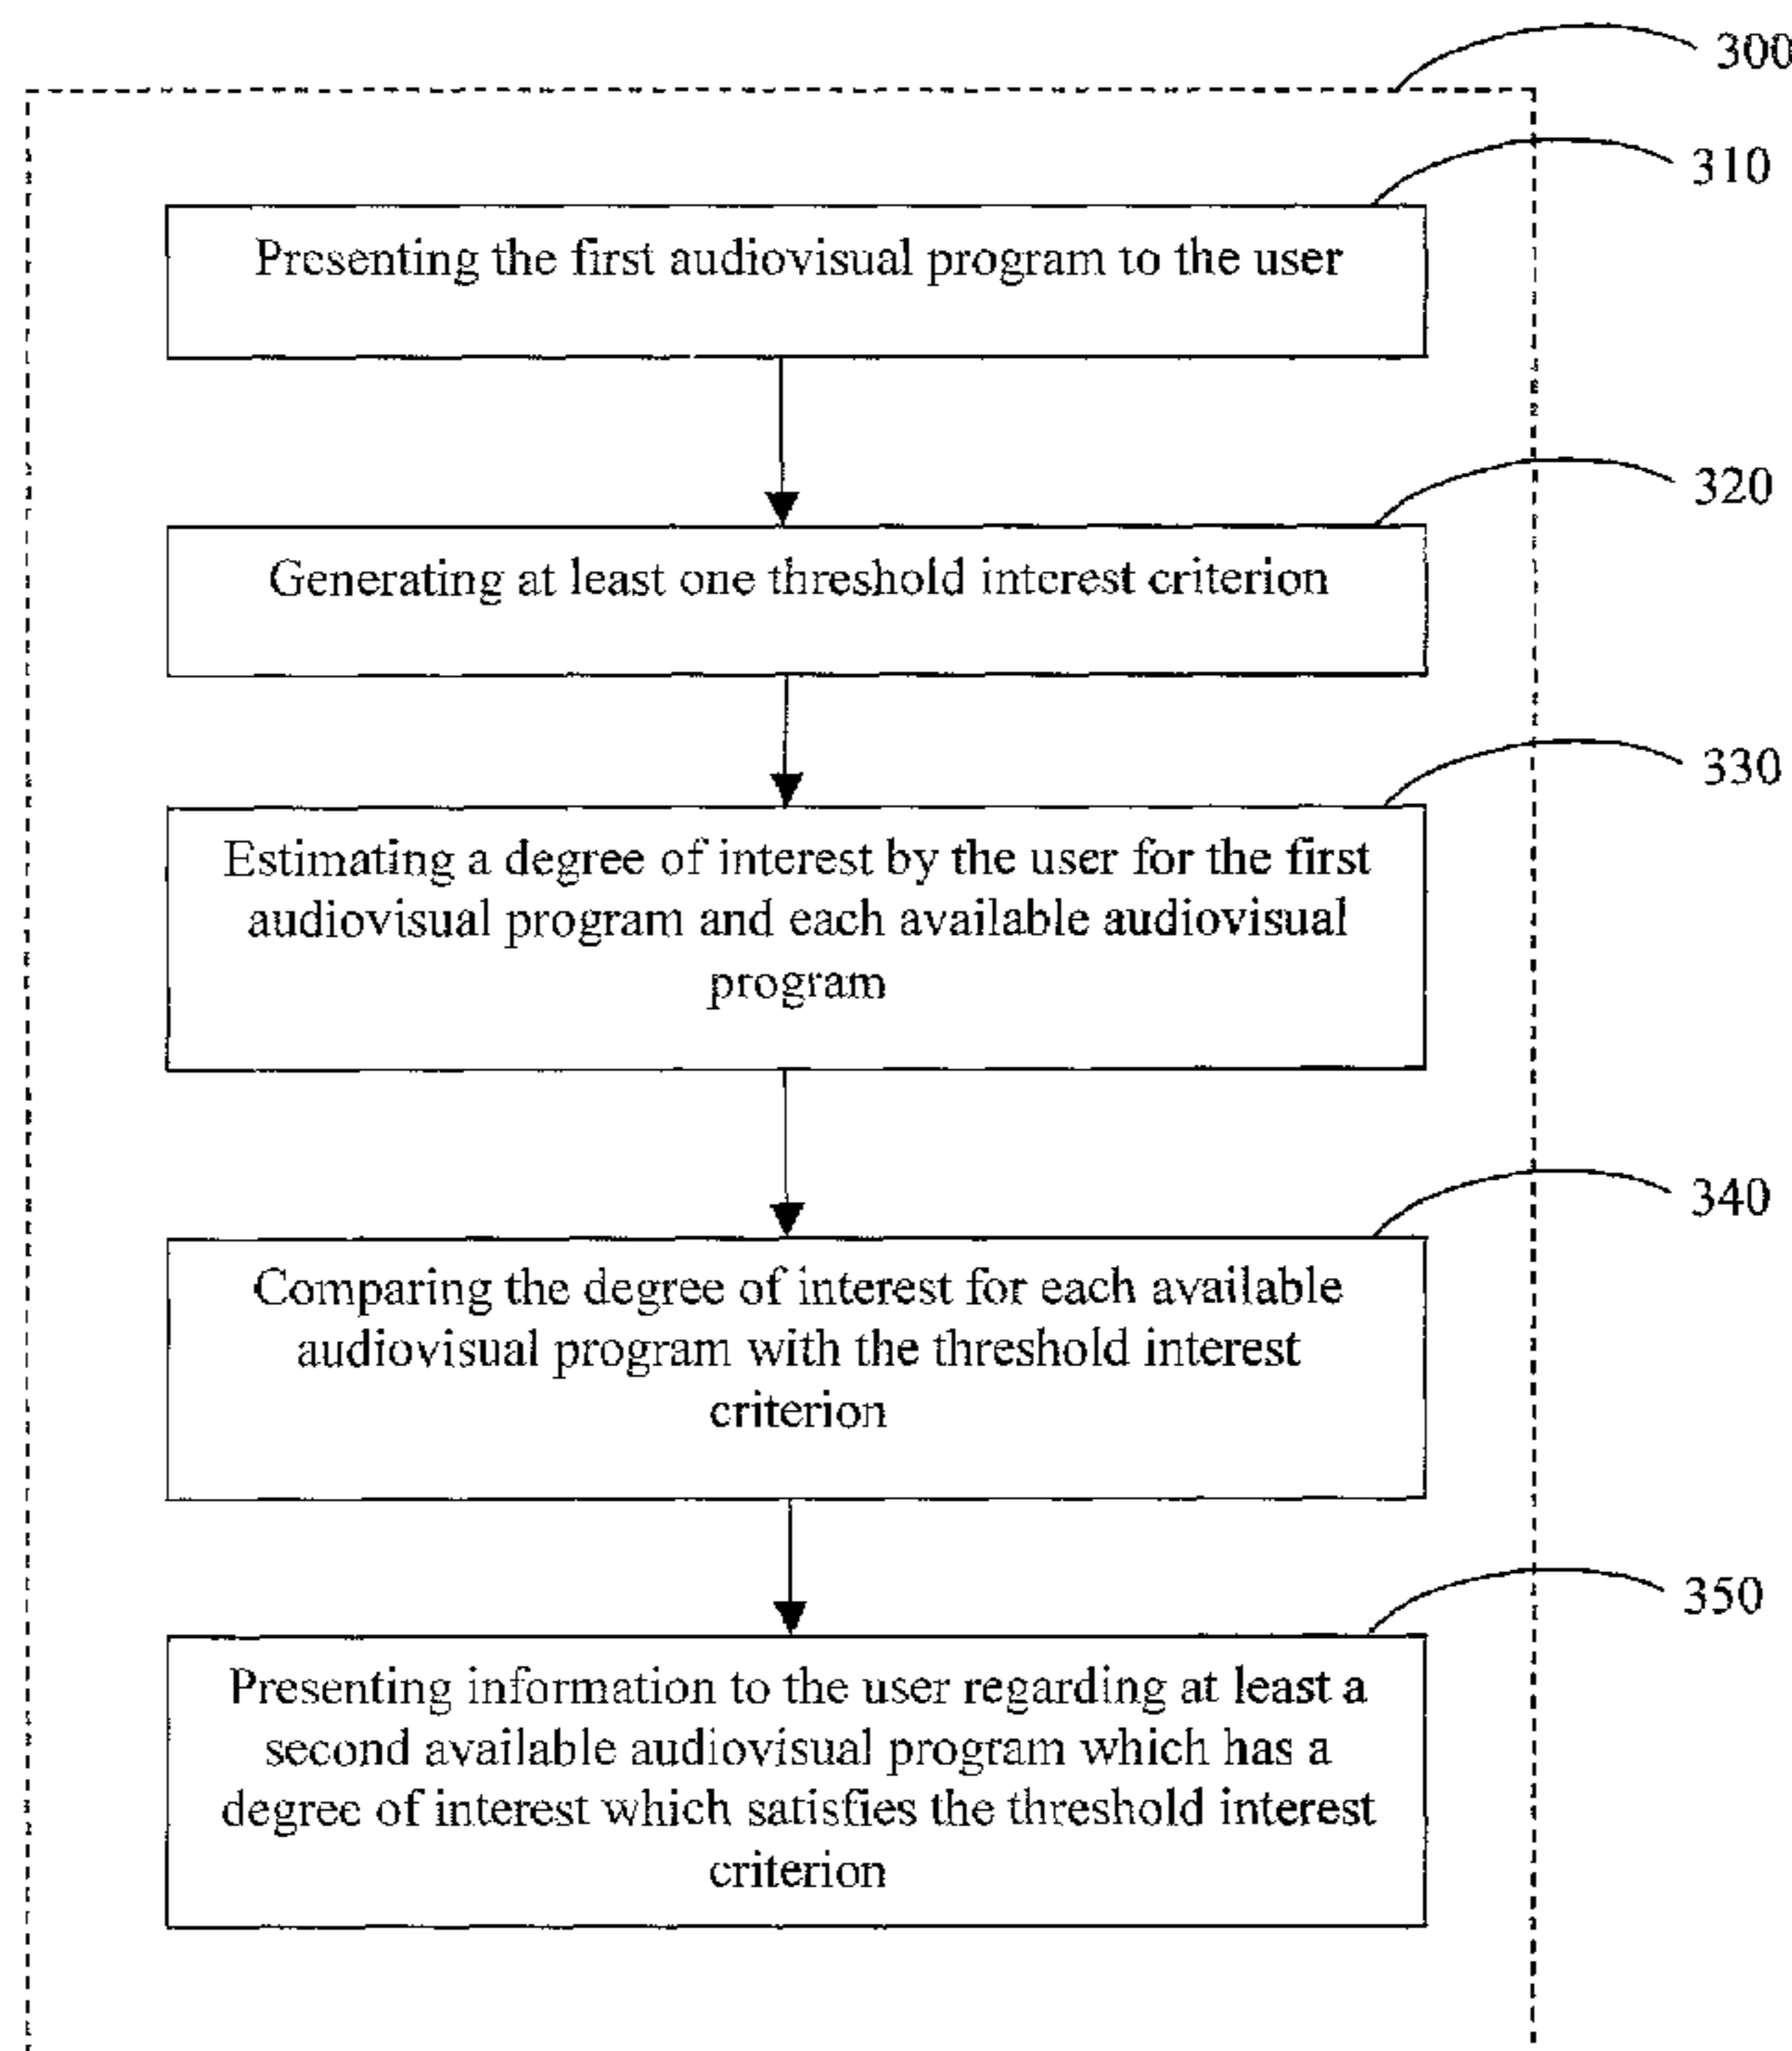 300
310
Presenting the first audiovisual program to the user
320
Generating at least one threshold interest criterion
330
Estimating a degree of interest by the user for the first
audiovisual program and each available audiovisual
program
340
Comparing the degree of interest for each available
audiovisual program with the threshold interest
criterion
350
Presenting information to the user regarding at least a
second available audiovisual program which has a
degree of interest which satisfies the threshold interest
criterion